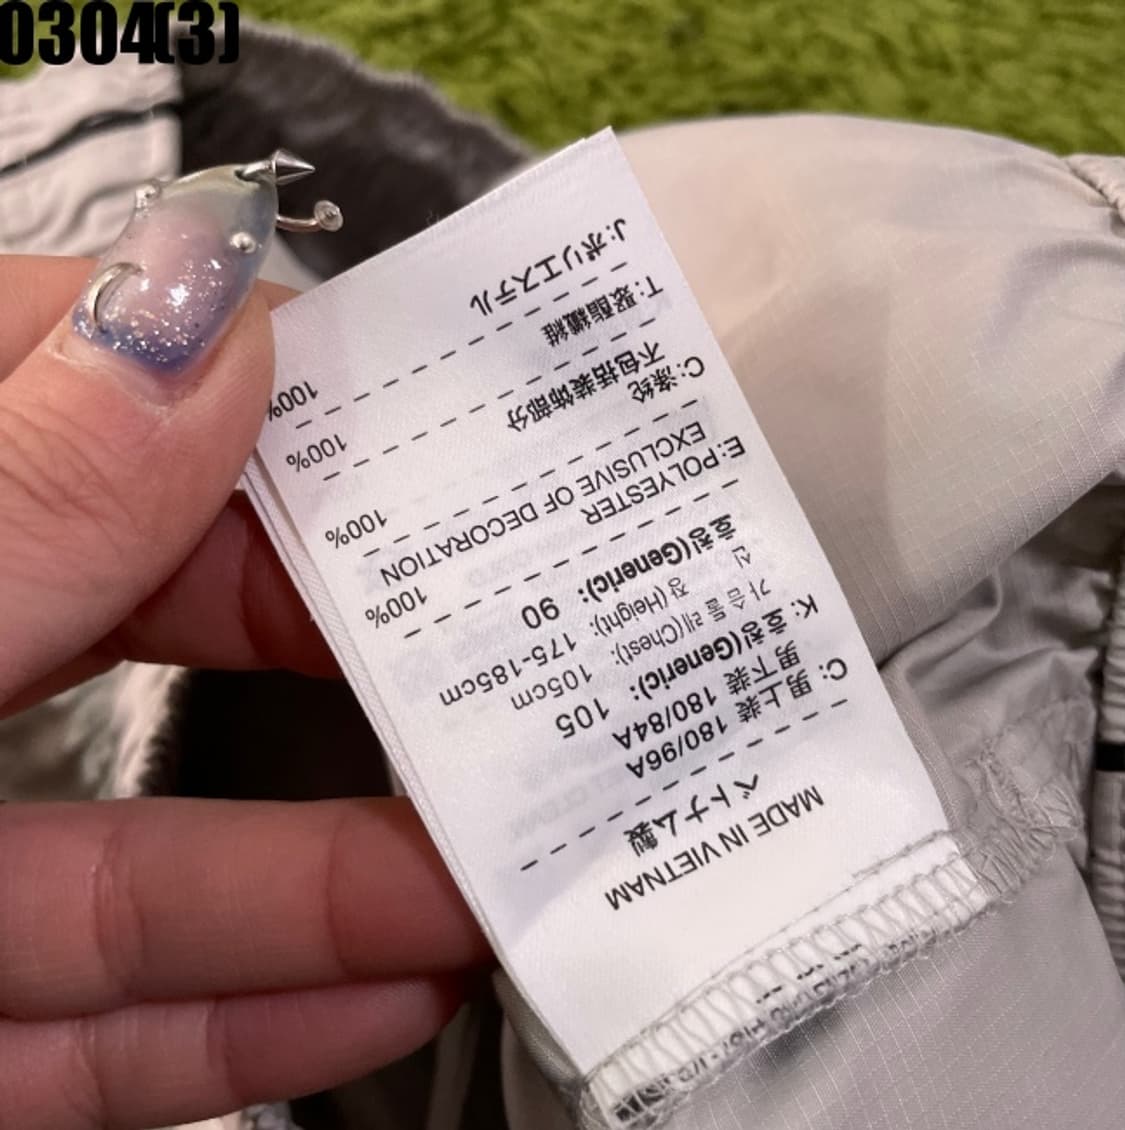 0304(3)
MADE IN VIETNAM
ベトナム製
C: 男上装 180/96A
男下装 180/84A
K: 호칭(Generic): 105
가슴둘레(Chest): 105cm
신 장(Height): 175-185cm
호칭(Generic): 90
E:POLYESTER 100%
EXCLUSIVE OF DECORATION
C:涤纶 100%
不包括装饰部分
T:聚酯纖維 100%
J:ポリエステル 100%